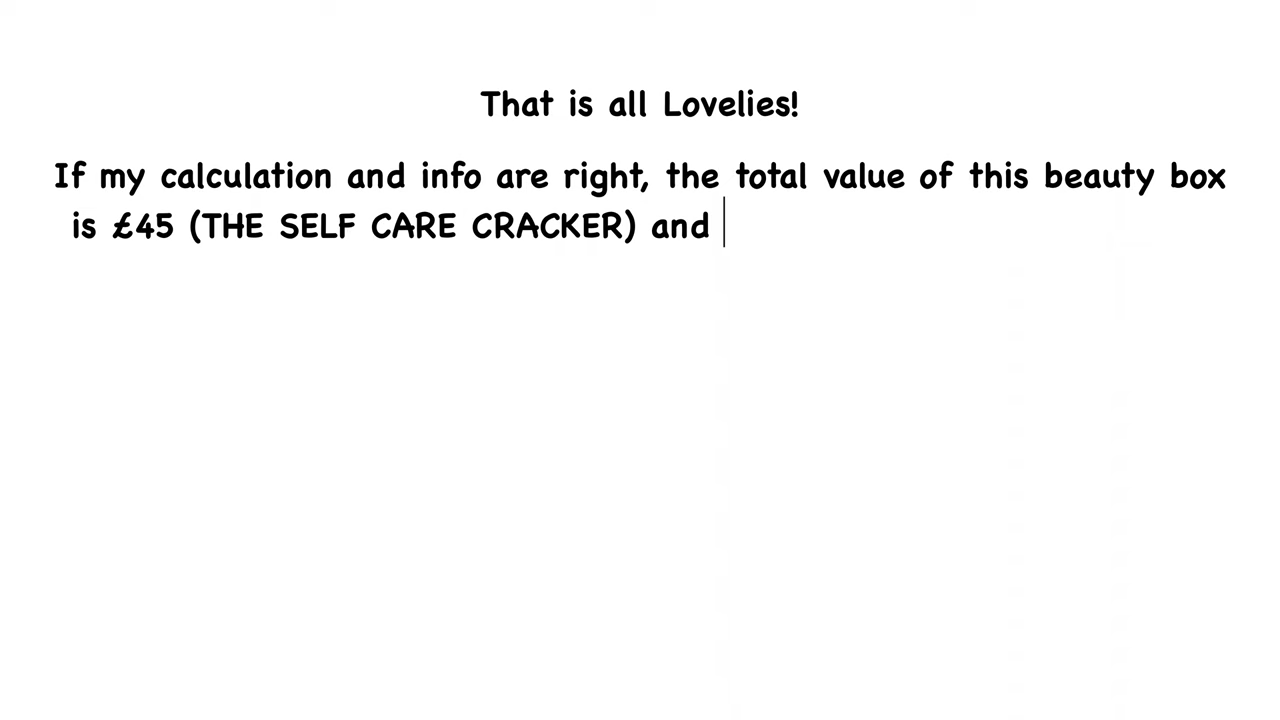 That is all Lovelies!
If my calculation and info are right, the total value of this beauty box
is £45 (THE SELF CARE CRACKER) and